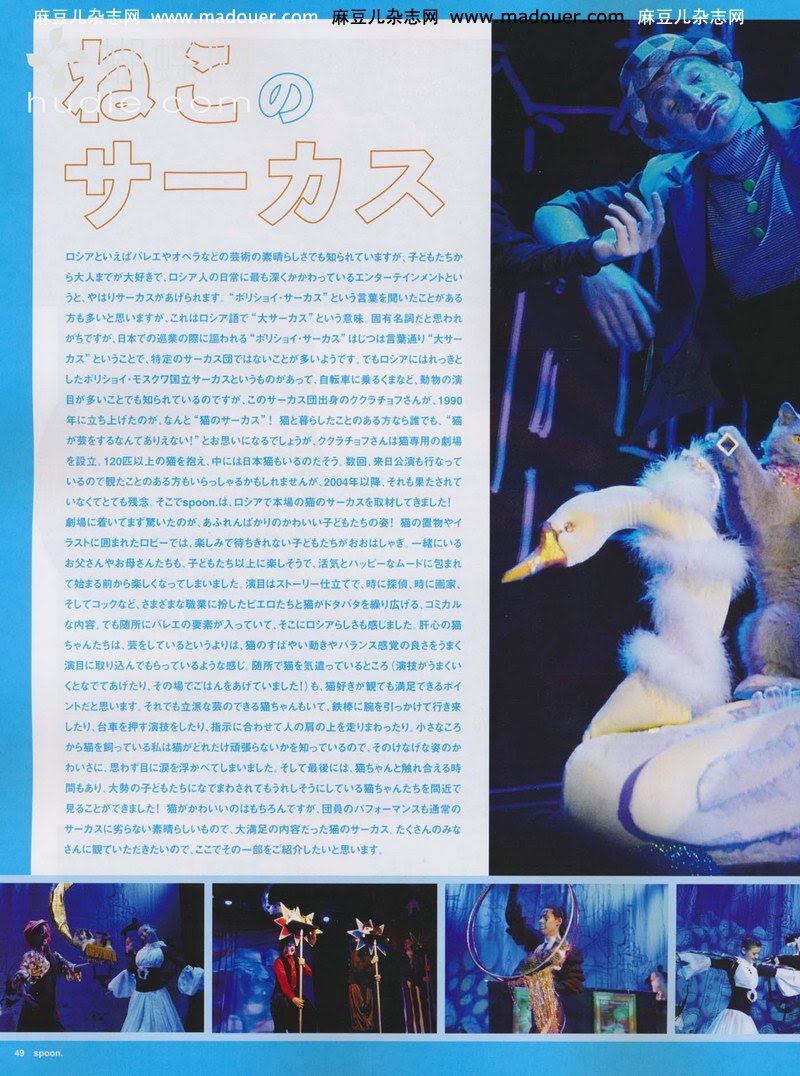 麻豆儿杂志网 www.madouer.com 麻豆儿杂志网 www.madouer.com 麻豆儿杂志网
ねこの
hudie.com
サーカス
ロシアといえばバレエやオペラなどの芸術の素晴らしさでも知られていますが、子どもたちか
ら大人までが大好きで、ロシア人の日常に最も深くかかわっているエンターテインメントとい
うと、やはりサーカスがあげられます。“ボリショイ・サーカス”という言葉を聞いたことがある
方も多いと思いますが、これはロシア語で“大サーカス”という意味。固有名詞だと思われ
がちですが、日本での巡業の際に謳われる“ボリショイ・サーカス”はじつは言葉通り“大サー
カス”ということで、特定のサーカス団ではないことが多いようです。でもロシアにはれっきと
したボリショイ・モスクワ国立サーカスというものがあって、自転車に乗るくまなど、動物の演
目が多いことでも知られているのですが、このサーカス団出身のククラチョフさんが、1990
年に立ち上げたのが、なんと“猫のサーカス”！ 猫と暮らしたことのある方なら誰でも、“猫
が芸をするなんてありえない！”とお思いになるでしょうが、ククラチョフさんは猫専用の劇場
を設立。120匹以上の猫を抱え、中には日本猫もいるのだそう。数回、来日公演も行なって
いるので観たことのある方もいらっしゃるかもしれませんが、2004年以降、それも果たされて
いなくてとても残念。そこでspoon.は、ロシアで本場の猫のサーカスを取材してきました！
劇場に着いてまず驚いたのが、あふれんばかりのかわいい子どもたちの姿！ 猫の置物やイ
ラストに囲まれたロビーでは、楽しみで待ちきれない子どもたちがおおはしゃぎ。一緒にいる
お父さんやお母さんたちも、子どもたち以上に楽しそうで、活気とハッピーなムードに包まれ
て始まる前から楽しくなってしまいました。演目はストーリー仕立てで、時に探偵、時に画家、
そしてコックなど、さまざまな職業に扮したピエロたちと猫がドタバタを繰り広げる、コミカル
な内容。でも随所にバレエの要素が入っていて、そこにロシアらしさも感じました。肝心の猫
ちゃんたちは、芸をしているというよりは、猫のすばやい動きやバランス感覚の良さをうまく
演目に取り込んでもらっているような感じ。随所で猫を気遣っているところ（演技がうまくい
くとなでてあげたり、その場でごはんをあげていました！）も、猫好きが観ても満足できるポイ
ントだと思います。それでも立派な芸のできる猫ちゃんもいて、鉄棒に腕を引っかけて行き来
したり、台車を押す演技をしたり、指示に合わせて人の肩の上を走りまわったり。小さなころ
から猫を飼っている私は猫がどれだけ頑張らないかを知っているので、そのけなげな姿のか
わいさに、思わず目に涙を浮かべてしまいました。そして最後には、猫ちゃんと触れ合える時
間もあり、大勢の子どもたちになでまわされてもうれしそうにしている猫ちゃんたちを間近で
見ることができました！ 猫がかわいいのはもちろんですが、団員のパフォーマンスも通常の
サーカスに劣らない素晴らしいもので、大満足の内容だった猫のサーカス。たくさんのみな
さんに観ていただきたいので、ここでその一部をご紹介したいと思います。
49 spoon.